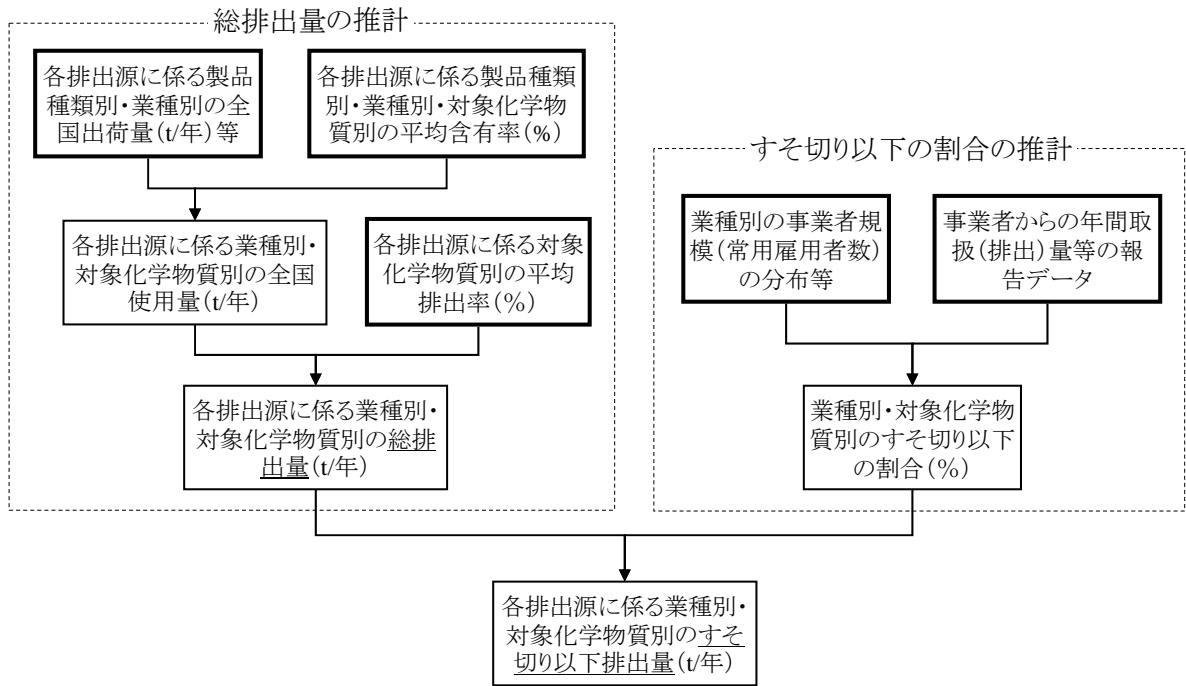 総排出量の推計
各排出源に係る製品
種類別・業種別の全
国出荷量(t/年)等
各排出源に係る製品種類
別・業種別・対象化学物
質別の平均含有率(%)
各排出源に係る業種別・
対象化学物質別の全国
使用量(t/年)
各排出源に係る対象
化学物質別の平均
排出率(%)
各排出源に係る業種別・
対象化学物質別の総排
出量(t/年)
すそ切り以下の割合の推計
業種別の事業者規
模(常用雇用者数)
の分布等
事業者からの年間取
扱(排出)量等の報
告データ
業種別・対象化学物
質別のすそ切り以下
の割合(%)
各排出源に係る業種別・
対象化学物質別のすそ
切り以下排出量(t/年)